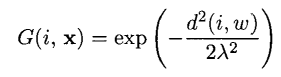 G(i, x) = exp ( − d²(i, w) / 2λ² )